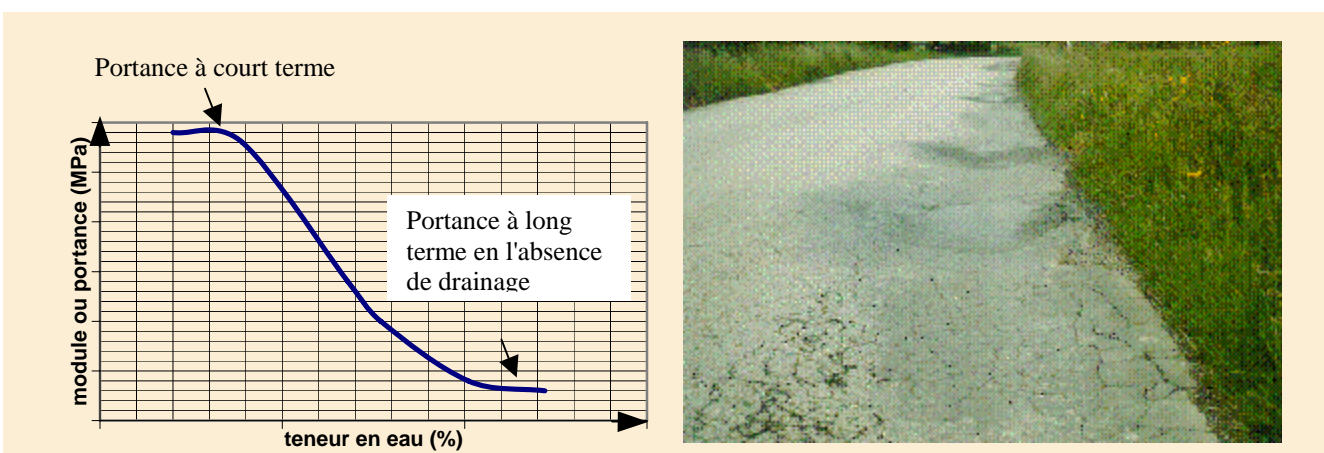 Portance à court terme
module ou portance (MPa)
Portance à long
terme en l'absence
de drainage
teneur en eau (%)